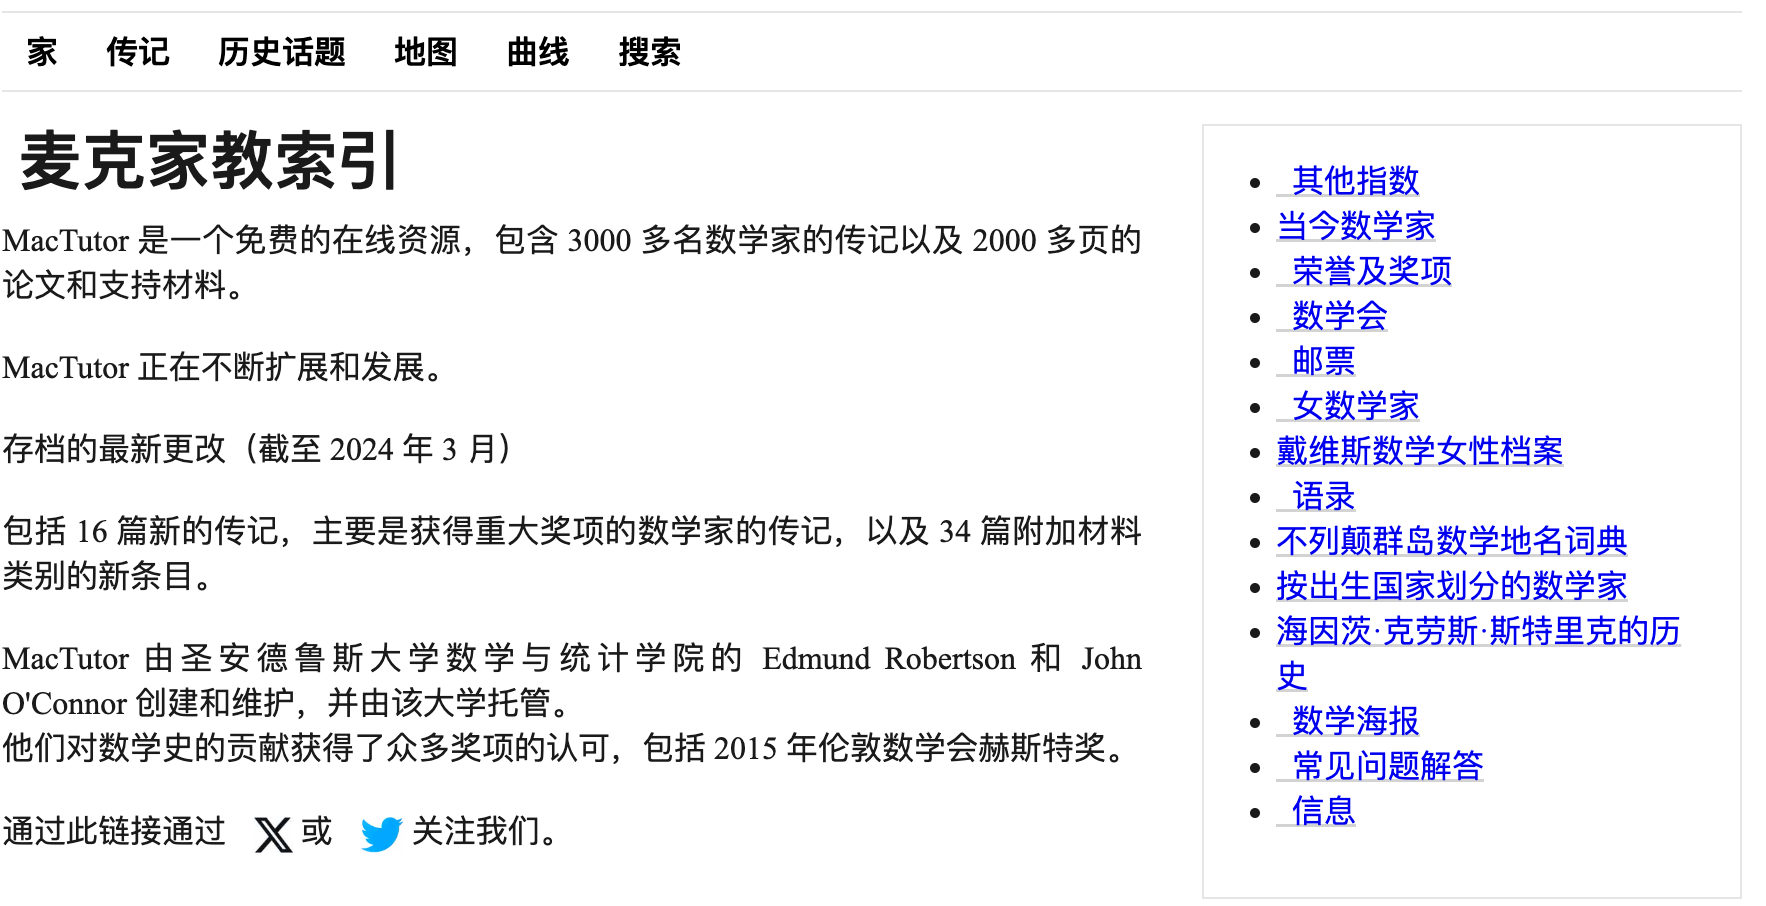 家 传记 历史话题 地图 曲线 搜索
麦克家教索引
MacTutor 是一个免费的在线资源，包含 3000 多名数学家的传记以及 2000 多页的
论文和支持材料。
MacTutor 正在不断扩展和发展。
存档的最新更改（截至 2024 年 3 月）
包括 16 篇新的传记，主要是获得重大奖项的数学家的传记，以及 34 篇附加材料
类别的新条目。
MacTutor 由圣安德鲁斯大学数学与统计学院的 Edmund Robertson 和 John
O'Connor 创建和维护，并由该大学托管。
他们对数学史的贡献获得了众多奖项的认可，包括 2015 年伦敦数学会赫斯特奖。
通过此链接通过 X 或 关注我们。
其他指数
当今数学家
荣誉及奖项
数学会
邮票
女数学家
戴维斯数学女性档案
语录
不列颠群岛数学地名词典
按出生国家划分的数学家
海因茨·克劳斯·斯特里克的历
史
数学海报
常见问题解答
信息